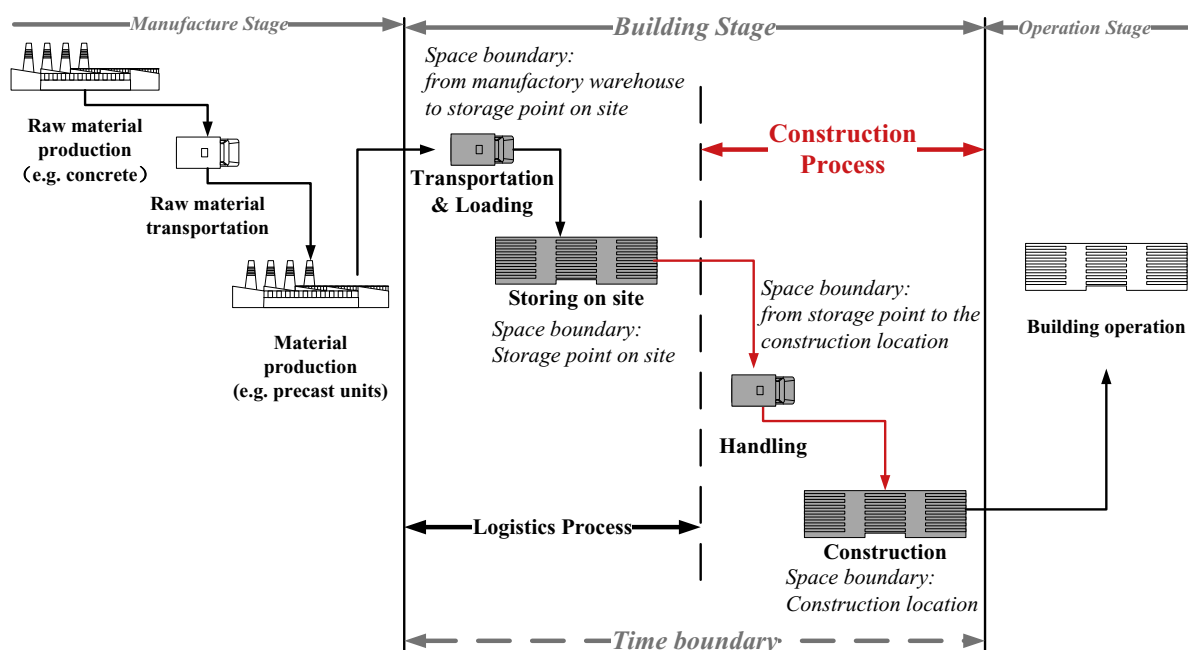 Manufacture Stage
Building Stage
Operation Stage
Space boundary:
from manufactory warehouse
to storage point on site
Raw material
production
（e.g. concrete）
Raw material
transportation
Material
production
(e.g. precast units)
Transportation
& Loading
Storing on site
Space boundary:
Storage point on site
Logistics Process
Construction
Process
Space boundary:
from storage point to the
construction location
Handling
Construction
Space boundary:
Construction location
Building operation
Time boundary